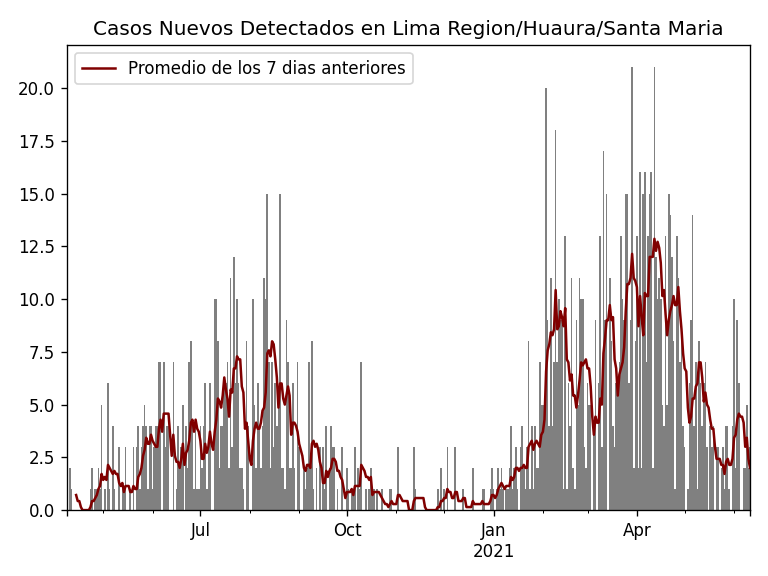 Casos Nuevos Detectados en Lima Region/Huaura/Santa Maria
Promedio de los 7 dias anteriores
20.0
17.5
15.0
12.5
10.0
7.5
5.0
2.5
0.0
Jul
Oct
Jan
2021
Apr